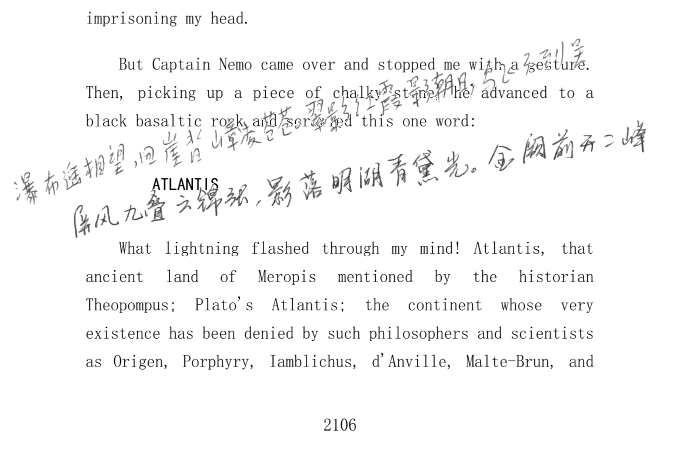 imprisoning my head.
But Captain Nemo came over and stopped me with a gesture.
Then, picking up a piece of chalky stone, he advanced to a
black basaltic rock and scrawled this one word:
瀑布遥相望,回崖沓嶂凌苍苍。翠影红霞映朝日,鸟飞不到吴
ATLANTIS
屏风九叠云锦张,影落明湖青黛光。金阙前开二峰
What lightning flashed through my mind! Atlantis, that
ancient land of Meropis mentioned by the historian
Theopompus; Plato's Atlantis; the continent whose very
existence has been denied by such philosophers and scientists
as Origen, Porphyry, Iamblichus, d'Anville, Malte-Brun, and
2106